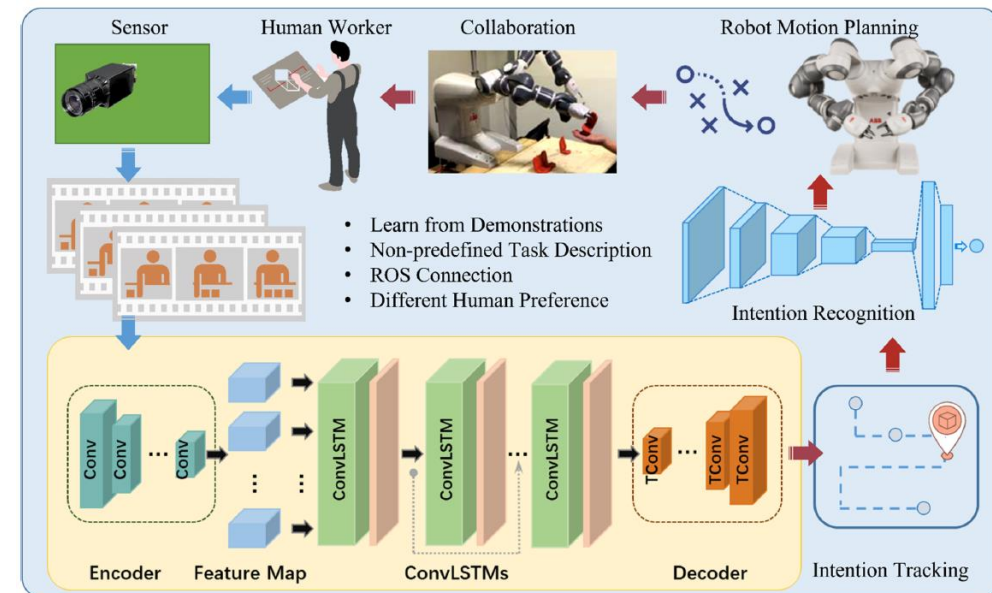 Sensor
Human Worker
Collaboration
Robot Motion Planning
ABB
• Learn from Demonstrations
• Non-predefined Task Description
• ROS Connection
• Different Human Preference
Intention Recognition
Conv
Conv
...
Conv
ConvLSTM
ConvLSTM
...
ConvLSTM
TConv
...
TConv
TConv
Encoder
Feature Map
ConvLSTMs
Decoder
Intention Tracking